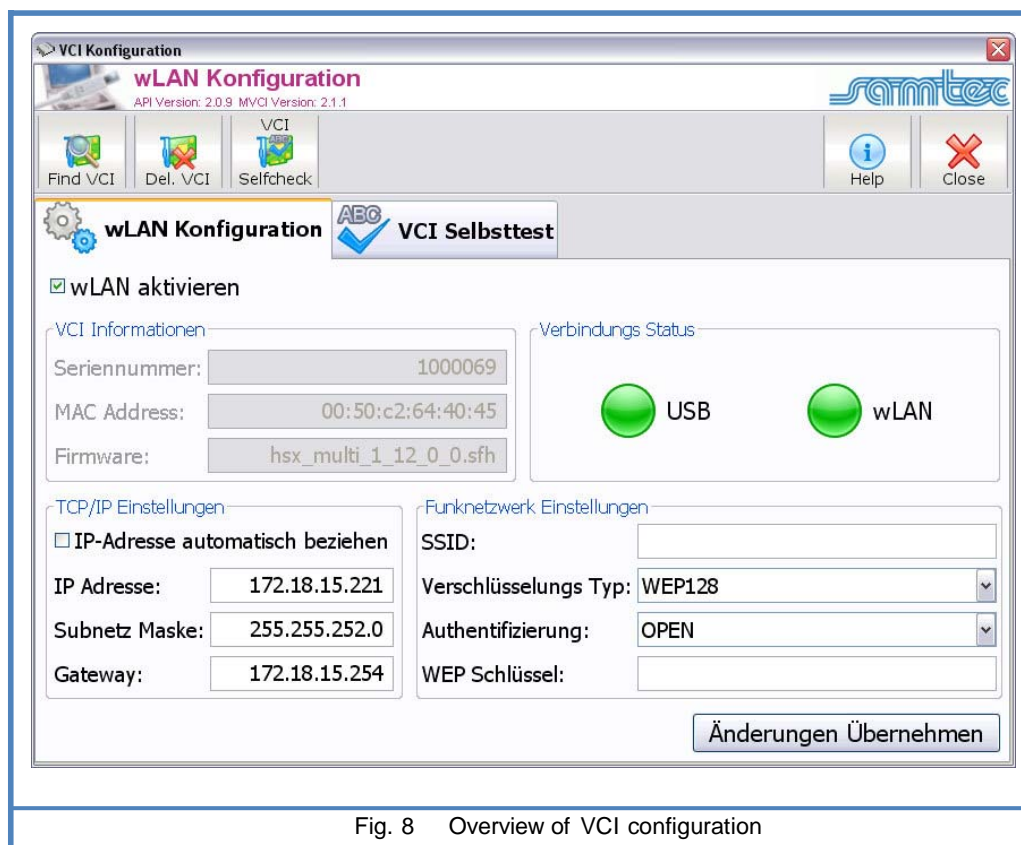 VCI Konfiguration
wLAN Konfiguration
API Version: 2.0.9 MVCI Version: 2.1.1
samtec
Find VCI
Del. VCI
VCI
Selfcheck
Help
Close
wLAN Konfiguration
ABC
VCI Selbsttest
wLAN aktivieren
VCI Informationen
Seriennummer: 1000069
MAC Address: 00:50:c2:64:40:45
Firmware: hsx_multi_1_12_0_0.sfh
Verbindungs Status
USB
wLAN
TCP/IP Einstellungen
IP-Adresse automatisch beziehen
IP Adresse: 172.18.15.221
Subnetz Maske: 255.255.252.0
Gateway: 172.18.15.254
Funknetzwerk Einstellungen
SSID:
Verschlüsselungs Typ: WEP128
Authentifizierung: OPEN
WEP Schlüssel:
Änderungen Übernehmen
Fig. 8 Overview of VCI configuration